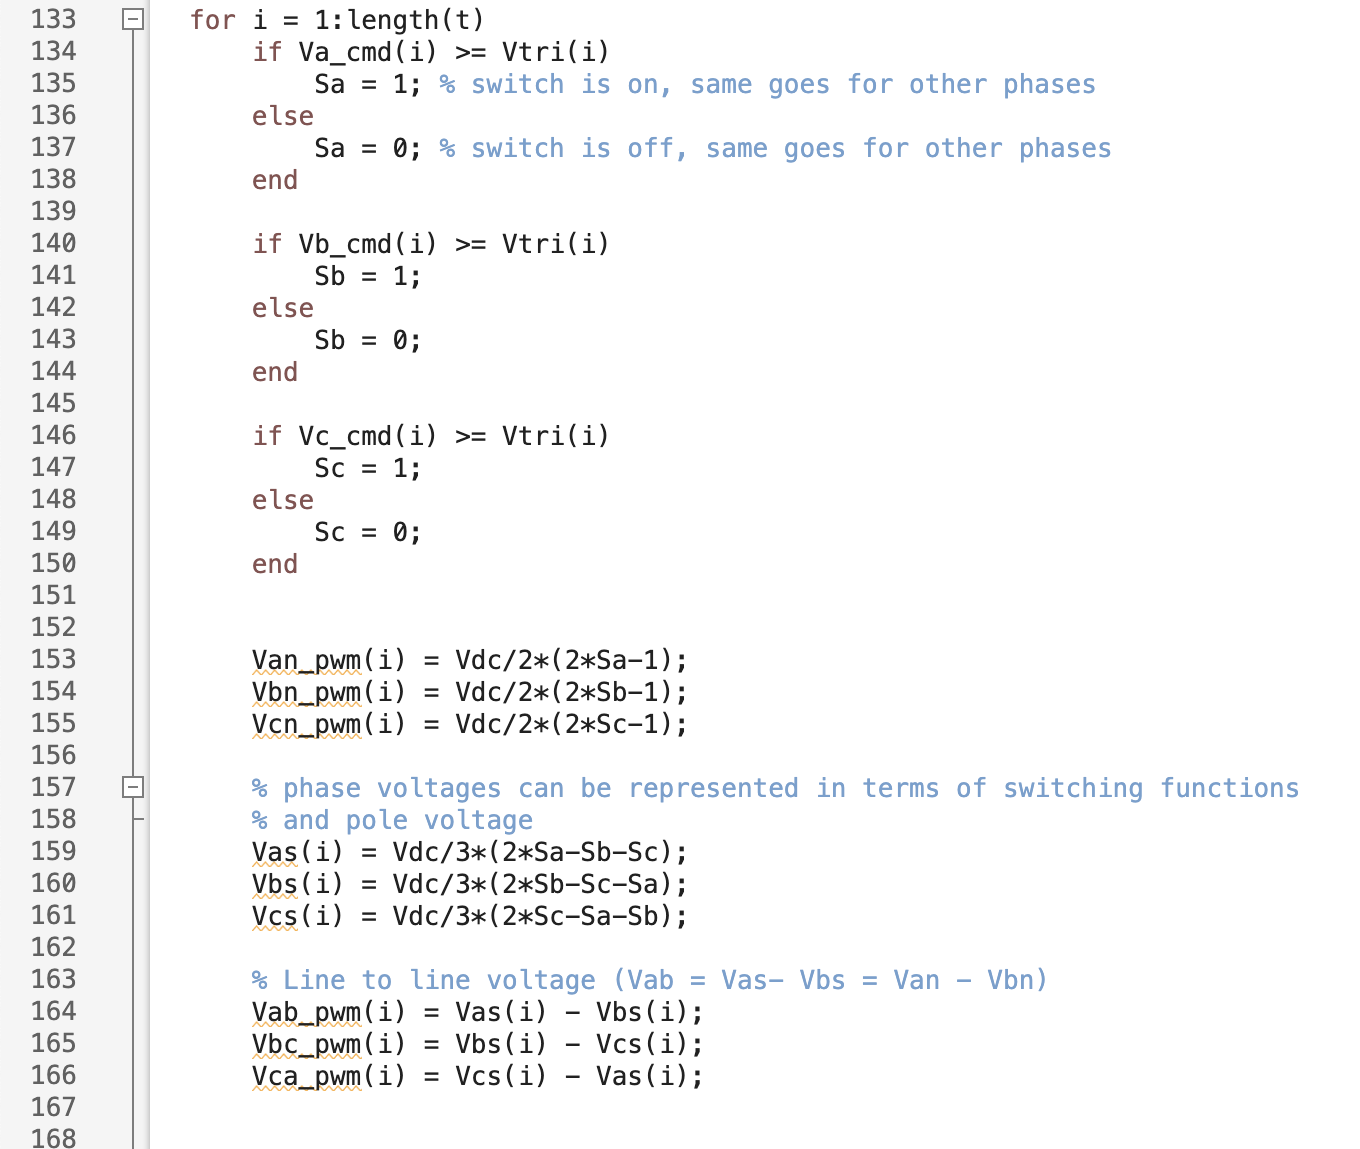 133 for i = 1:length(t)
134 if Va_cmd(i) >= Vtri(i)
135 Sa = 1; % switch is on, same goes for other phases
136 else
137 Sa = 0; % switch is off, same goes for other phases
138 end
139
140 if Vb_cmd(i) >= Vtri(i)
141 Sb = 1;
142 else
143 Sb = 0;
144 end
145
146 if Vc_cmd(i) >= Vtri(i)
147 Sc = 1;
148 else
149 Sc = 0;
150 end
151
152
153 Van_pwm(i) = Vdc/2*(2*Sa-1);
154 Vbn_pwm(i) = Vdc/2*(2*Sb-1);
155 Vcn_pwm(i) = Vdc/2*(2*Sc-1);
156
157 % phase voltages can be represented in terms of switching functions
158 % and pole voltage
159 Vas(i) = Vdc/3*(2*Sa-Sb-Sc);
160 Vbs(i) = Vdc/3*(2*Sb-Sc-Sa);
161 Vcs(i) = Vdc/3*(2*Sc-Sa-Sb);
162
163 % Line to line voltage (Vab = Vas- Vbs = Van - Vbn)
164 Vab_pwm(i) = Vas(i) - Vbs(i);
165 Vbc_pwm(i) = Vbs(i) - Vcs(i);
166 Vca_pwm(i) = Vcs(i) - Vas(i);
167
168